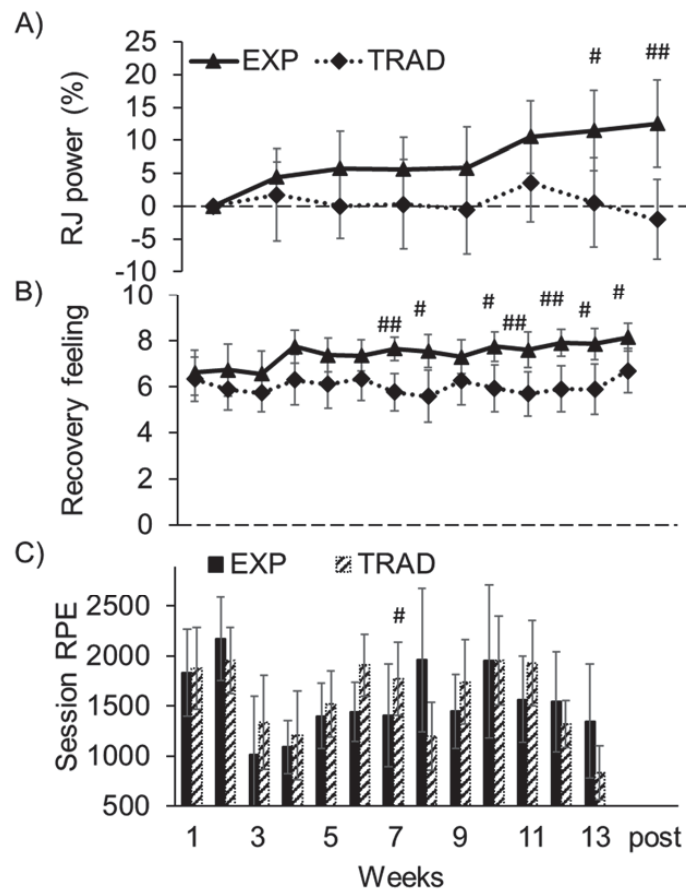 A)
RJ power (%)
25
20
15
10
5
0
-5
-10
EXP TRAD
# ##
B)
Recovery feeling
10
8
6
4
2
0
## # # ## ## # #
C)
Session RPE
EXP TRAD
2500
2000
1500
1000
500
#
1 3 5 7 9 11 13 post
Weeks